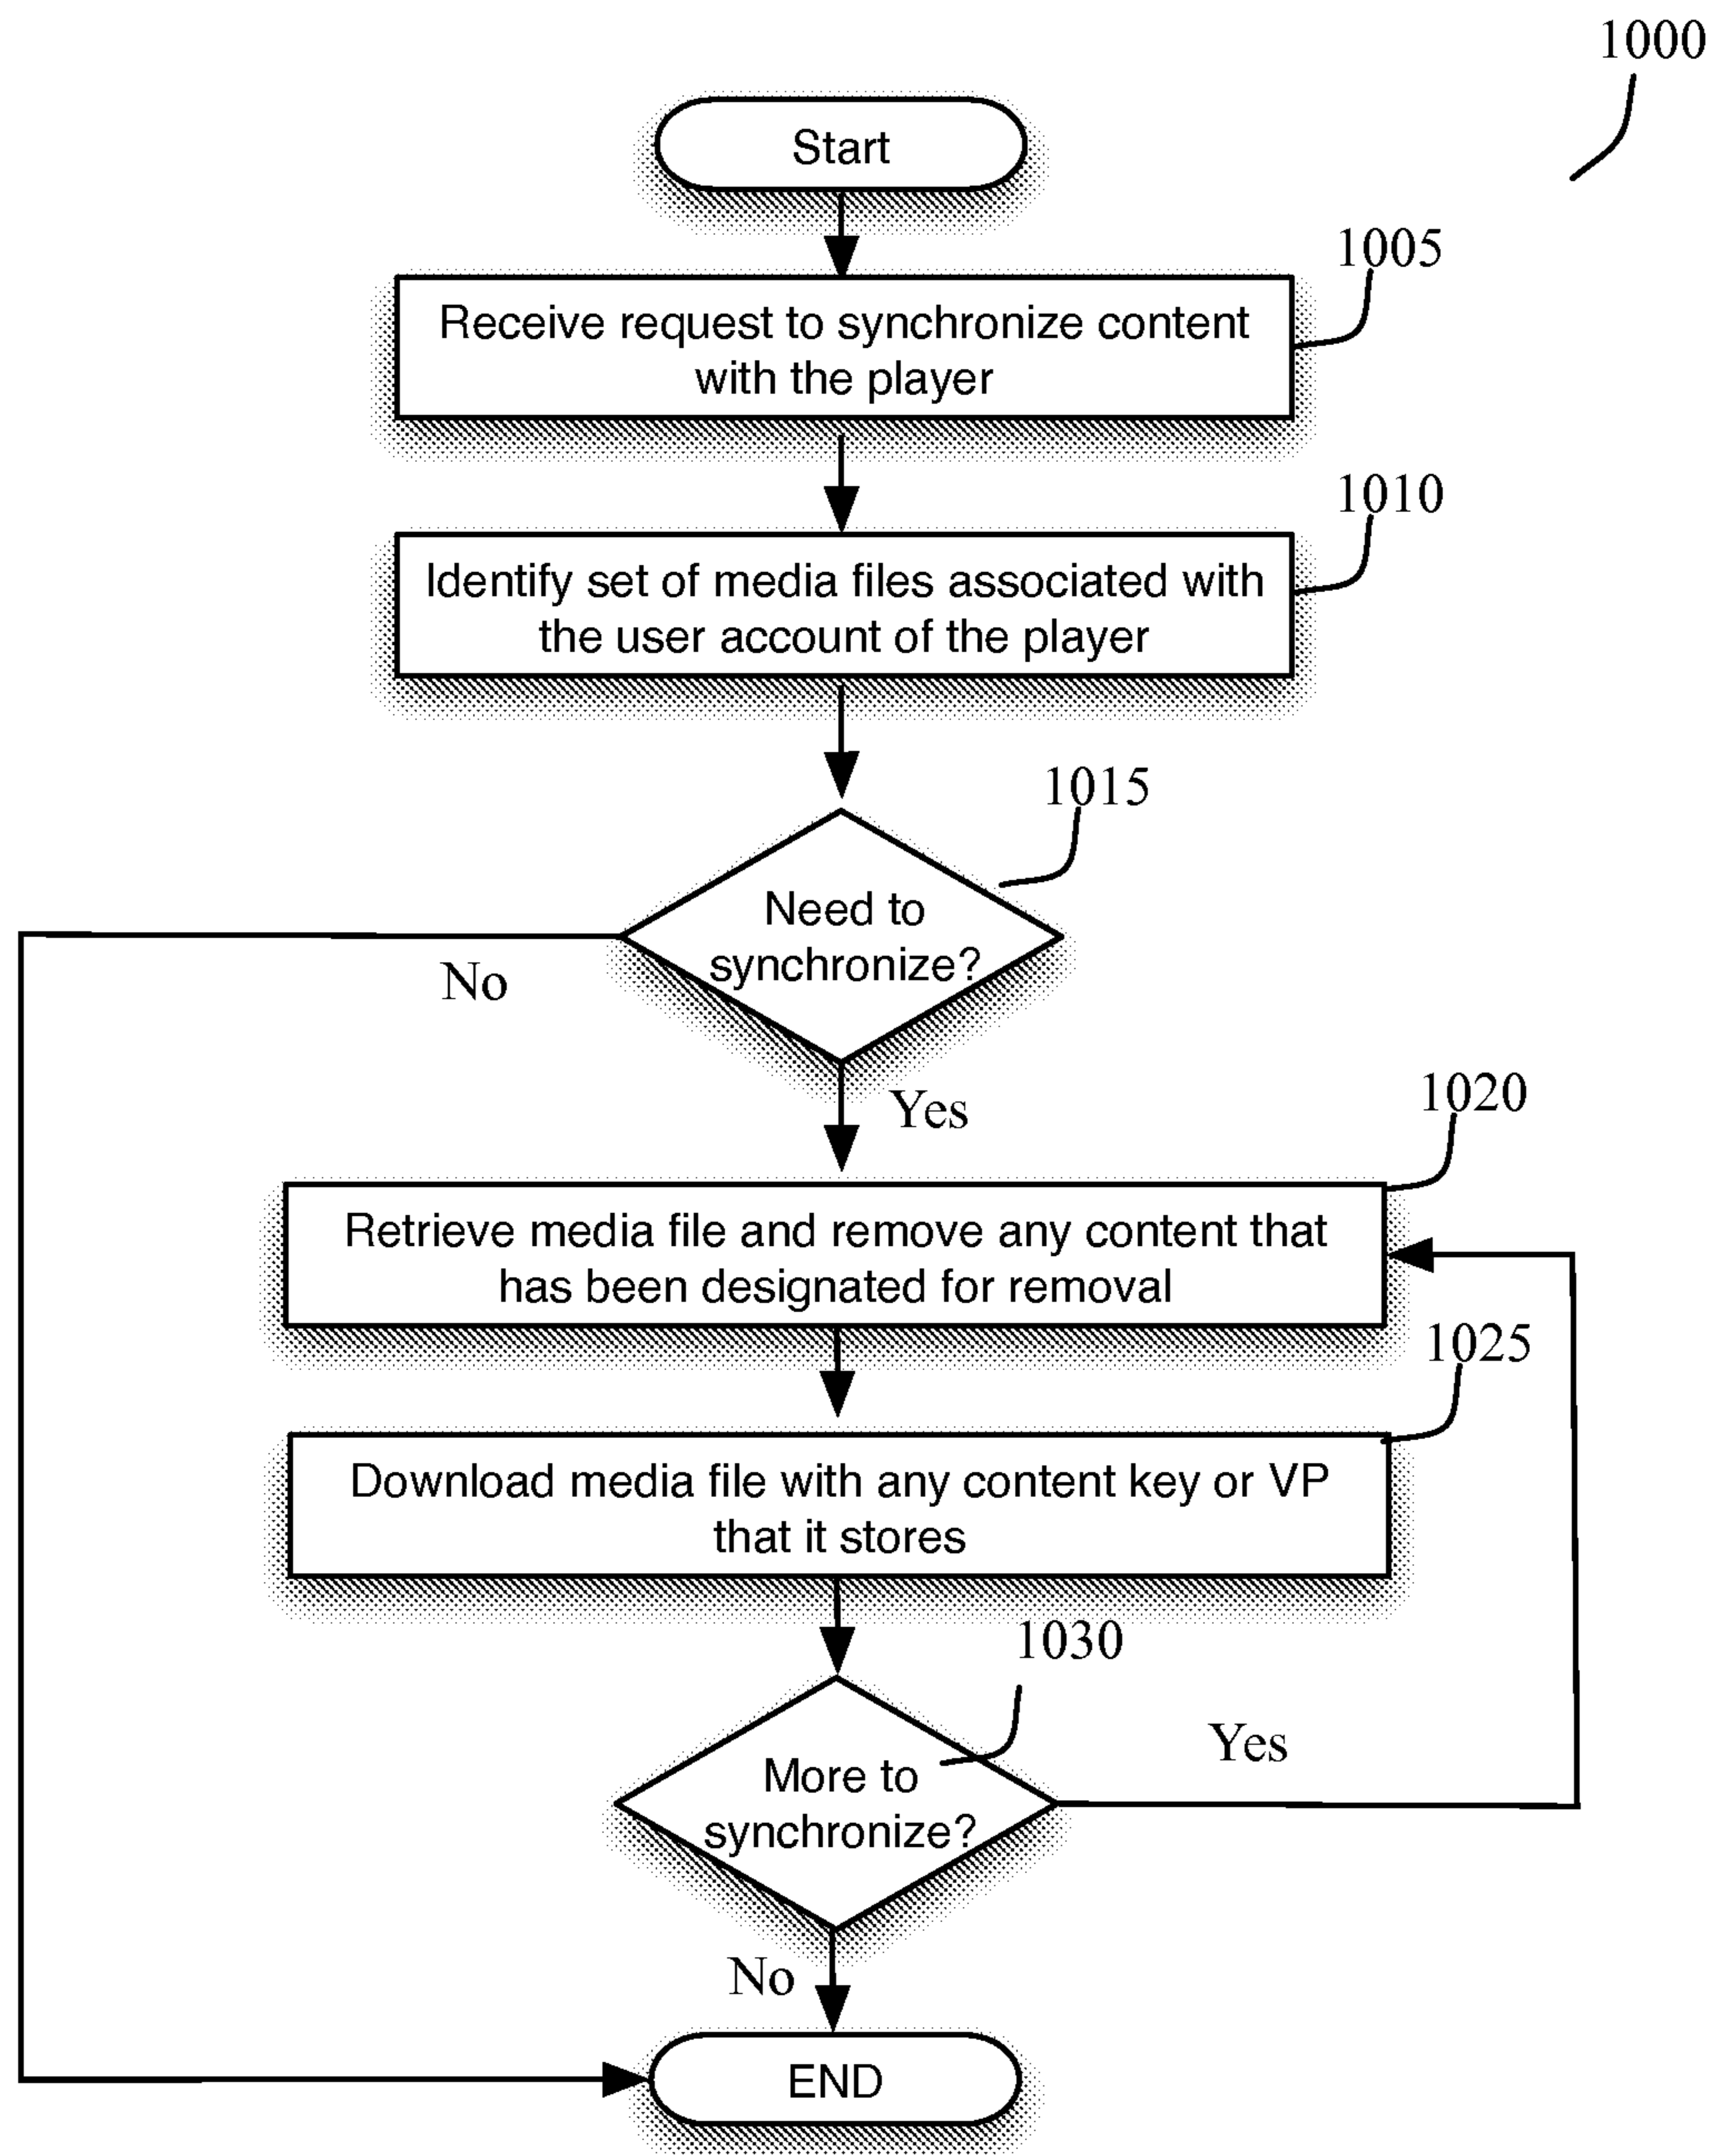 1000
Start
1005
Receive request to synchronize content
with the player
1010
Identify set of media files associated with
the user account of the player
1015
Need to
synchronize?
No
Yes
1020
Retrieve media file and remove any content that
has been designated for removal
1025
Download media file with any content key or VP
that it stores
1030
More to
synchronize?
Yes
No
END